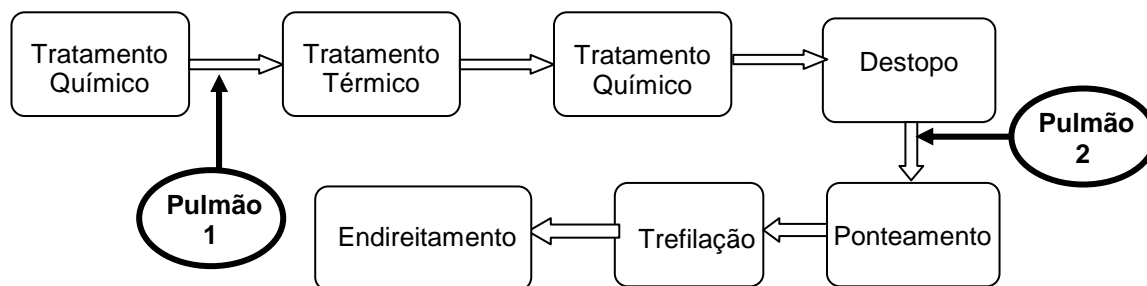 Tratamento
Químico
Tratamento
Térmico
Tratamento
Químico
Destopo
Pulmão
1
Pulmão
2
Endireitamento
Trefilação
Ponteamento